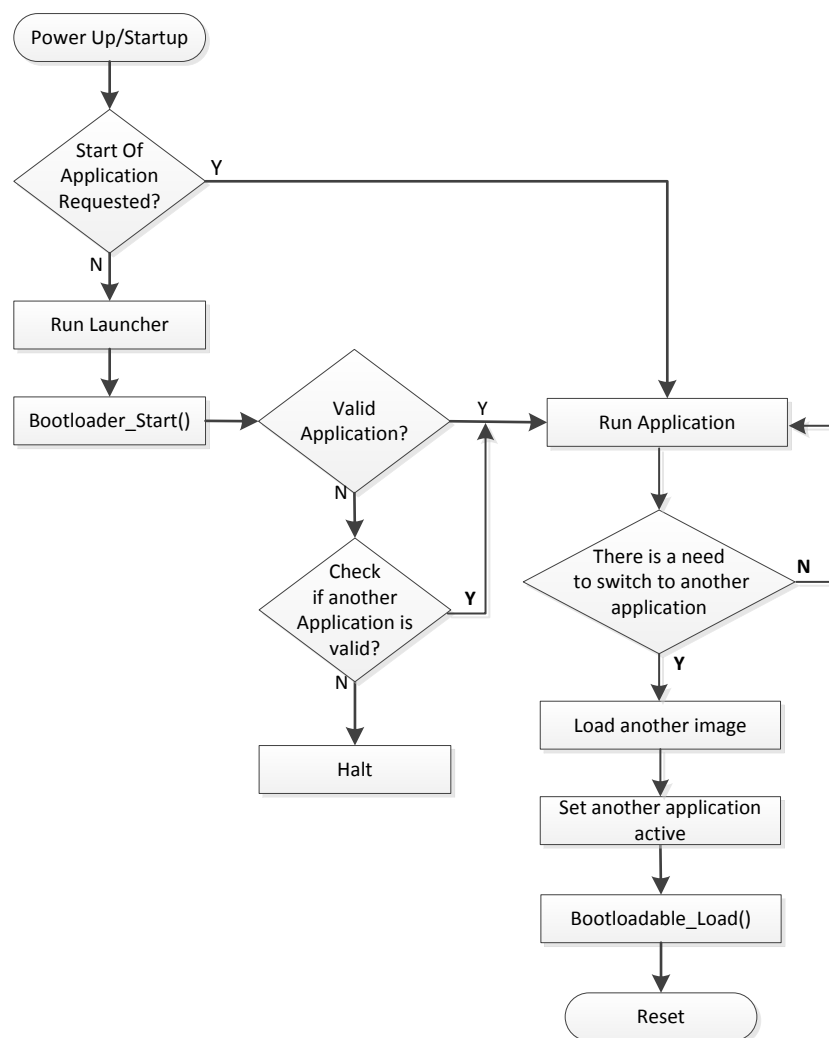 Power Up/Startup
Start Of
Application
Requested?
Y
N
Run Launcher
Bootloader_Start()
Valid
Application?
Y
N
Check
if another
Application is
valid?
Y
N
Halt
Run Application
There is a need
to switch to another
application
N
Y
Load another image
Set another application
active
Bootloadable_Load()
Reset